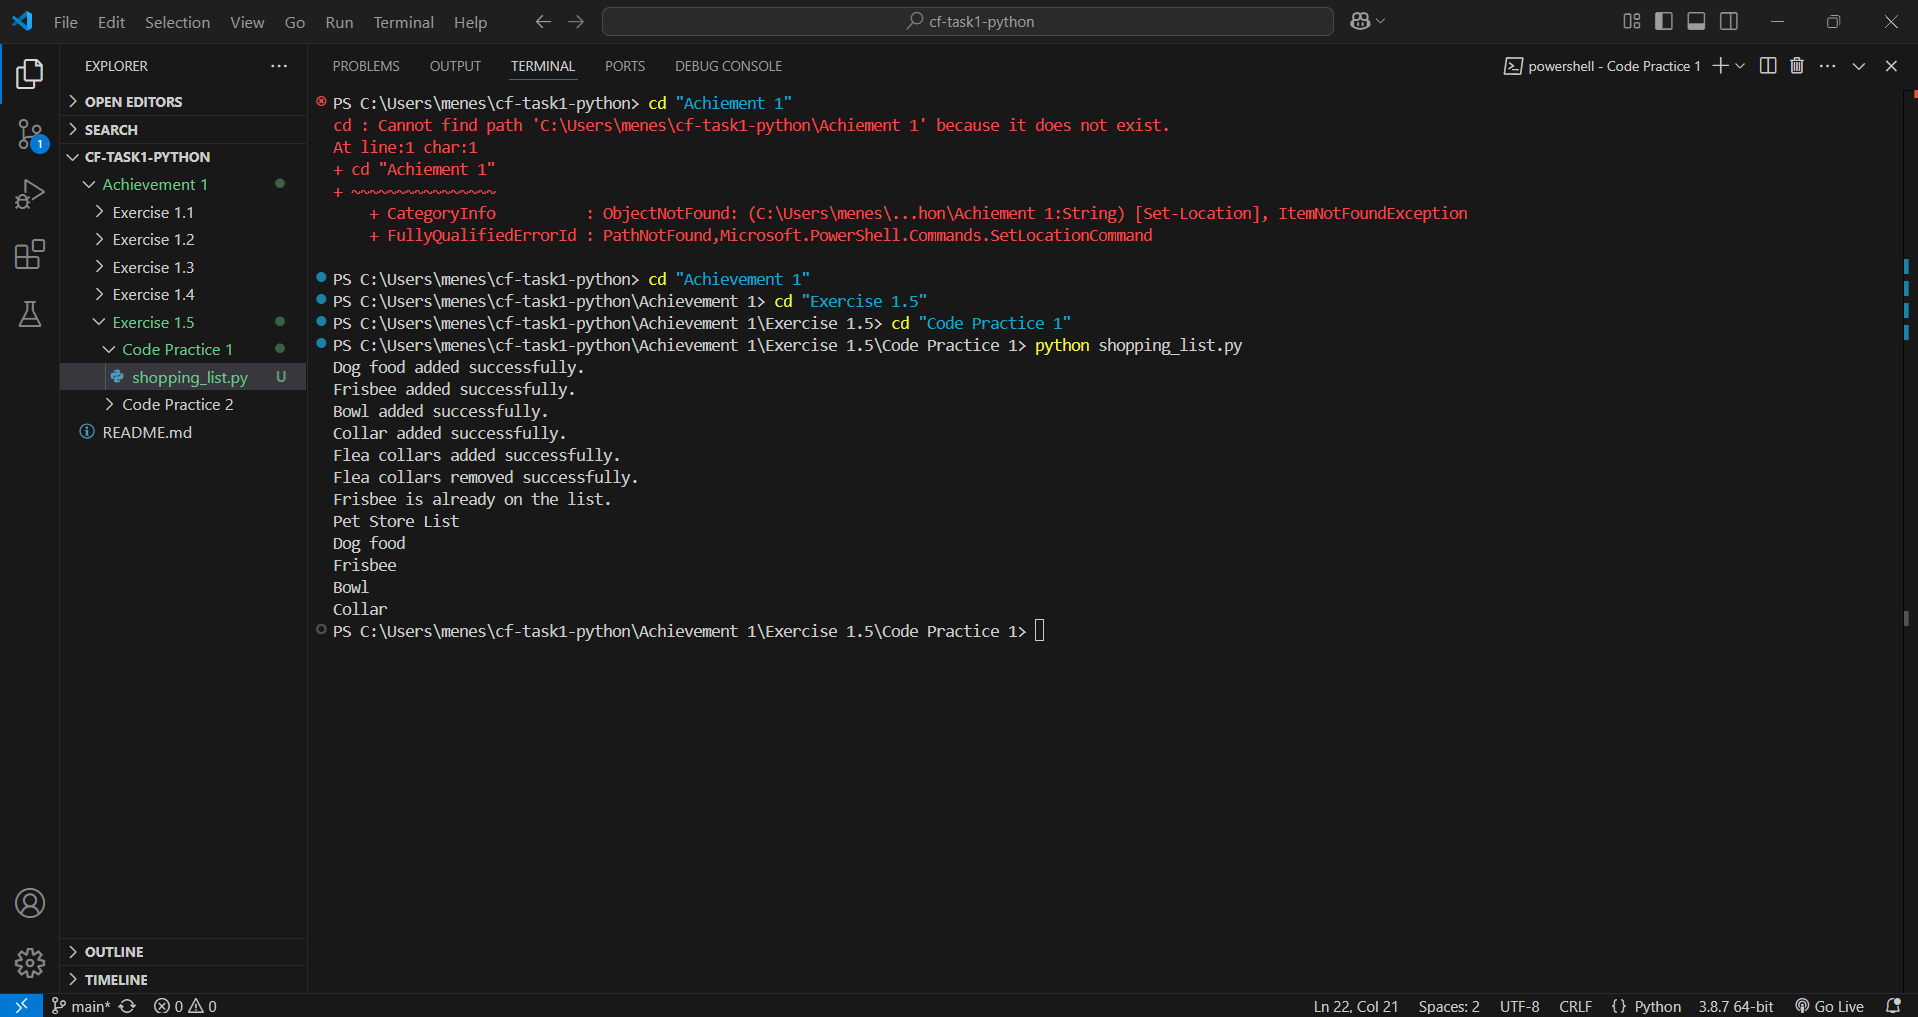 File Edit Selection View Go Run Terminal Help
cf-task1-python
EXPLORER
OPEN EDITORS
SEARCH
CF-TASK1-PYTHON
Achievement 1
Exercise 1.1
Exercise 1.2
Exercise 1.3
Exercise 1.4
Exercise 1.5
Code Practice 1
shopping_list.py U
Code Practice 2
README.md
OUTLINE
TIMELINE
1
PROBLEMS OUTPUT TERMINAL PORTS DEBUG CONSOLE
powershell - Code Practice 1
PS C:\Users\menes\cf-task1-python> cd "Achiement 1"
cd : Cannot find path 'C:\Users\menes\cf-task1-python\Achiement 1' because it does not exist.
At line:1 char:1
+ cd "Achiement 1"
+ ~~~~~~~~~~~~~~~~
    + CategoryInfo          : ObjectNotFound: (C:\Users\menes\...hon\Achiement 1:String) [Set-Location], ItemNotFoundException
    + FullyQualifiedErrorId : PathNotFound,Microsoft.PowerShell.Commands.SetLocationCommand
PS C:\Users\menes\cf-task1-python> cd "Achievement 1"
PS C:\Users\menes\cf-task1-python\Achievement 1> cd "Exercise 1.5"
PS C:\Users\menes\cf-task1-python\Achievement 1\Exercise 1.5> cd "Code Practice 1"
PS C:\Users\menes\cf-task1-python\Achievement 1\Exercise 1.5\Code Practice 1> python shopping_list.py
Dog food added successfully.
Frisbee added successfully.
Bowl added successfully.
Collar added successfully.
Flea collars added successfully.
Flea collars removed successfully.
Frisbee is already on the list.
Pet Store List
Dog food
Frisbee
Bowl
Collar
PS C:\Users\menes\cf-task1-python\Achievement 1\Exercise 1.5\Code Practice 1>
main* 0 0 Ln 22, Col 21 Spaces: 2 UTF-8 CRLF {} Python 3.8.7 64-bit Go Live